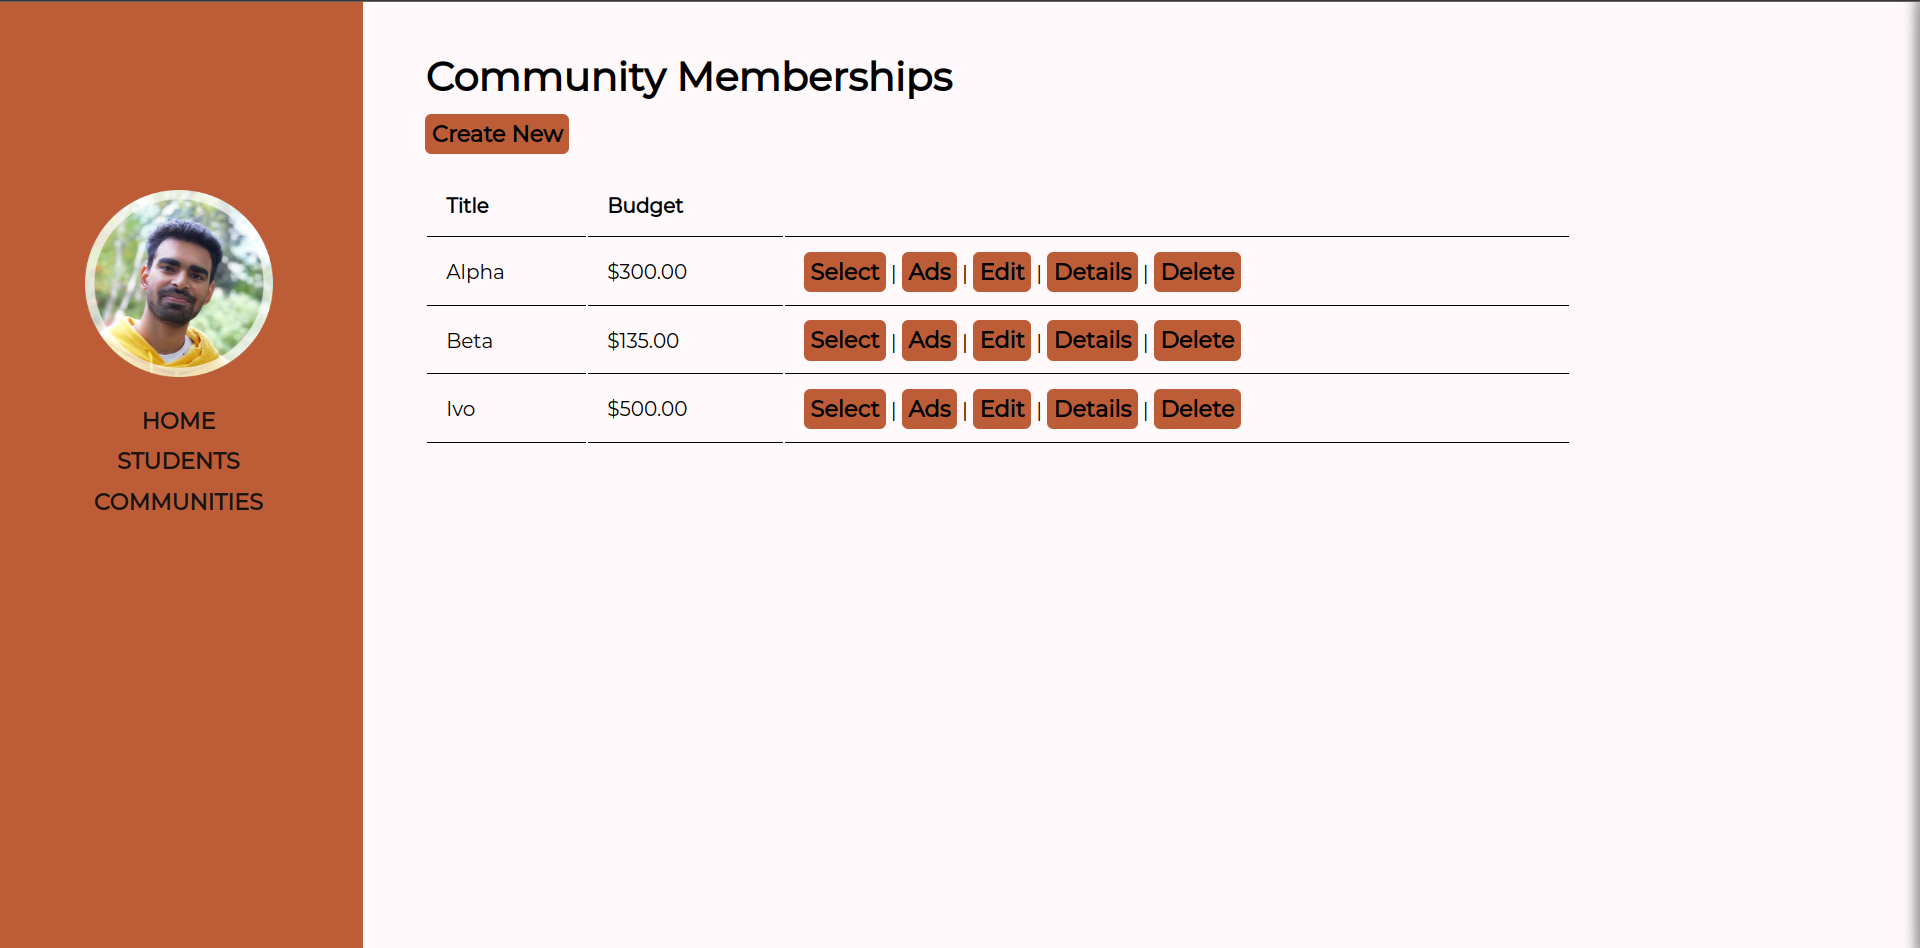 Community Memberships
Create New
Title Budget
Alpha $300.00 Select | Ads | Edit | Details | Delete
Beta $135.00 Select | Ads | Edit | Details | Delete
Ivo $500.00 Select | Ads | Edit | Details | Delete
HOME
STUDENTS
COMMUNITIES